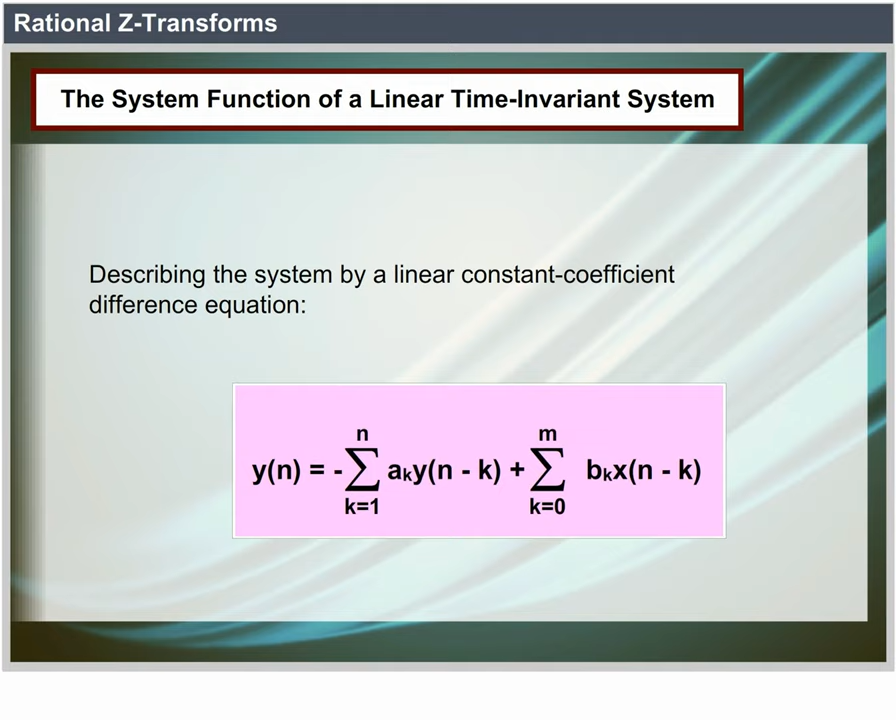 Rational Z-Transforms
The System Function of a Linear Time-Invariant System
Describing the system by a linear constant-coefficient
difference equation:
n m
y(n) = -∑ aₖy(n - k) + ∑ bₖx(n - k)
k=1 k=0